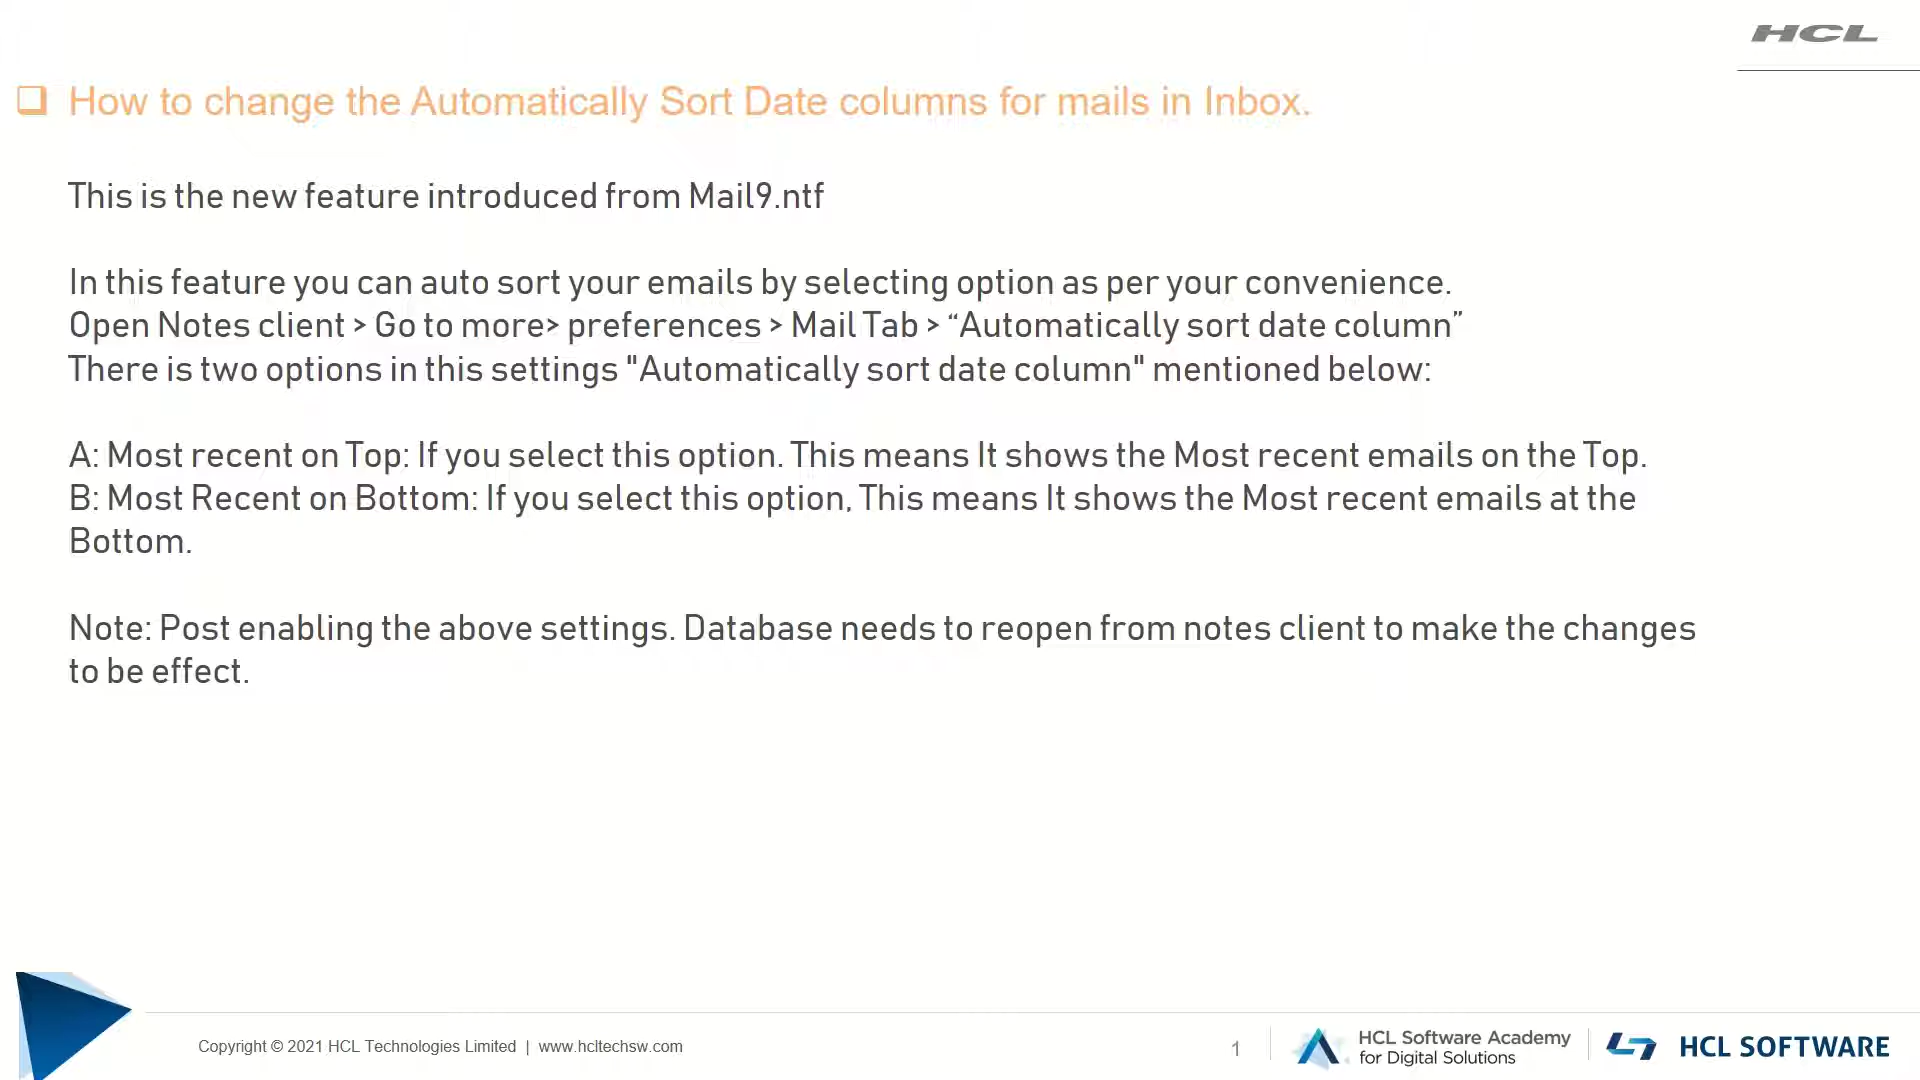 HCL
How to change the Automatically Sort Date columns for mails in Inbox.
This is the new feature introduced from Mail9.ntf
In this feature you can auto sort your emails by selecting option as per your convenience.
Open Notes client > Go to more> preferences > Mail Tab > “Automatically sort date column”
There is two options in this settings "Automatically sort date column" mentioned below:
A: Most recent on Top: If you select this option. This means It shows the Most recent emails on the Top.
B: Most Recent on Bottom: If you select this option, This means It shows the Most recent emails at the
Bottom.
Note: Post enabling the above settings. Database needs to reopen from notes client to make the changes
to be effect.
Copyright © 2021 HCL Technologies Limited | www.hcltechsw.com
1
HCL Software Academy
for Digital Solutions
HCL SOFTWARE